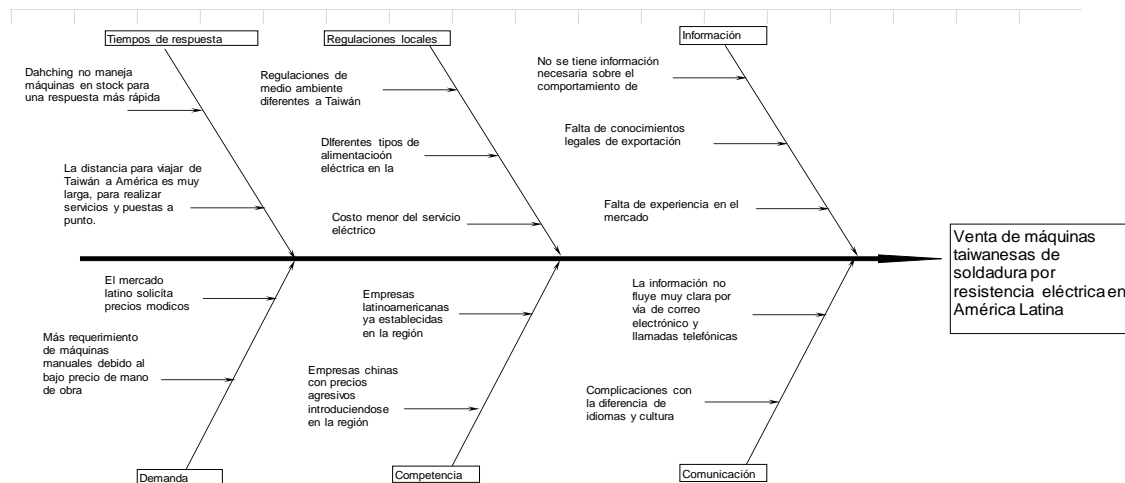 Tiempos de respuesta
Dahching no maneja
máquinas en stock para
una respuesta más rápida
La distancia para viajar de
Taiwán a América es muy
larga, para realizar
servicios y puestas a
punto.
Regulaciones locales
Regulaciones de
medio ambiente
diferentes a Taiwán
DIferentes tipos de
alimentacioón
eléctrica en la
Costo menor del servicio
eléctrico
Información
No se tiene información
necesaria sobre el
comportamiento de
Falta de conocimientos
legales de exportación
Falta de experiencia en el
mercado
Venta de máquinas
taiwanesas de
soldadura por
resistencia eléctrica en
América Latina
El mercado
latino solicíta
precios modicos
Más requerimiento
de máquinas
manuales debido al
bajo precio de mano
de obra
Demanda
Empresas
latinoamericanas
ya establecidas
en la región
Empresas chinas
con precios
agresivos
introduciendose
en la región
Competencia
La información no
fluye muy clara por
vía de correo
electrónico y
llamadas telefónicas
Complicaciones con
la diferencia de
idiomas y cultura
Comunicación